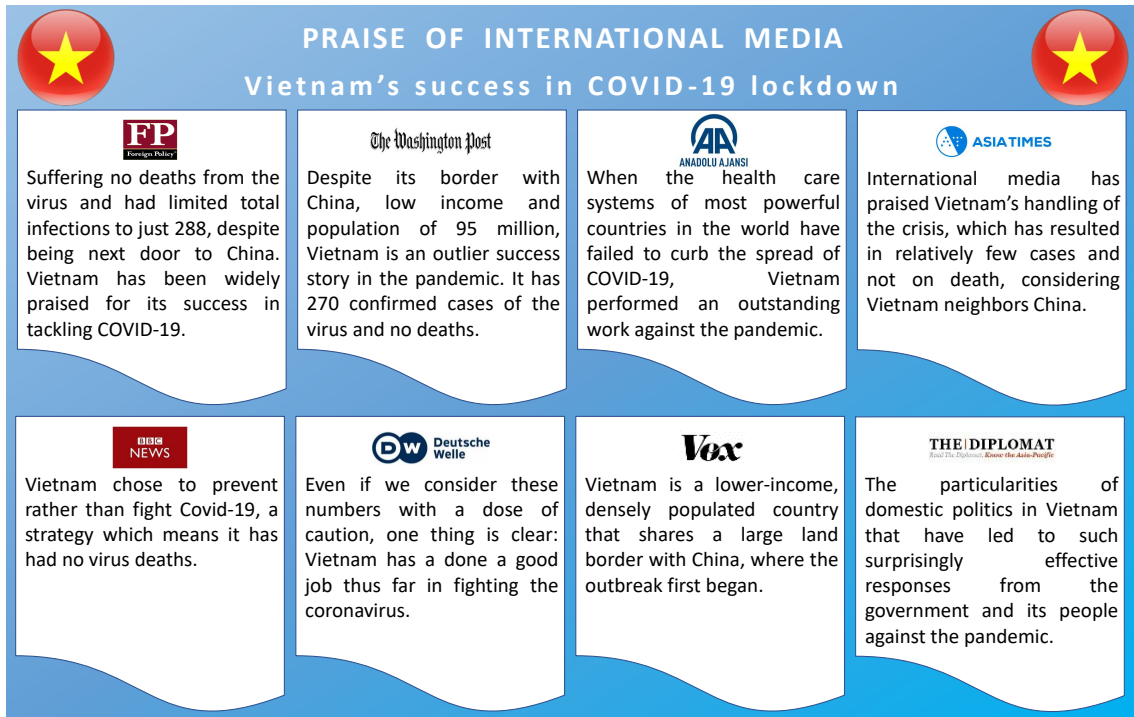 PRAISE OF INTERNATIONAL MEDIA
Vietnam's success in COVID-19 lockdown
FP
Foreign Policy
Suffering no deaths from the
virus and had limited total
infections to just 288, despite
being next door to China.
Vietnam has been widely
praised for its success in
tackling COVID-19.
The Washington Post
Despite its border with
China, low income and
population of 95 million,
Vietnam is an outlier success
story in the pandemic. It has
270 confirmed cases of the
virus and no deaths.
AA
ANADOLU AJANSI
When the health care
systems of most powerful
countries in the world have
failed to curb the spread of
COVID-19, Vietnam
performed an outstanding
work against the pandemic.
ASIA TIMES
International media has
praised Vietnam's handling of
the crisis, which has resulted
in relatively few cases and
not on death, considering
Vietnam neighbors China.
BBC
NEWS
Vietnam chose to prevent
rather than fight Covid-19, a
strategy which means it has
had no virus deaths.
DW Deutsche
Welle
Even if we consider these
numbers with a dose of
caution, one thing is clear:
Vietnam has a done a good
job thus far in fighting the
coronavirus.
Vox
Vietnam is a lower-income,
densely populated country
that shares a large land
border with China, where the
outbreak first began.
THE DIPLOMAT
Read The Diplomat, Know the Asia-Pacific
The particularities of
domestic politics in Vietnam
that have led to such
surprisingly effective
responses from the
government and its people
against the pandemic.